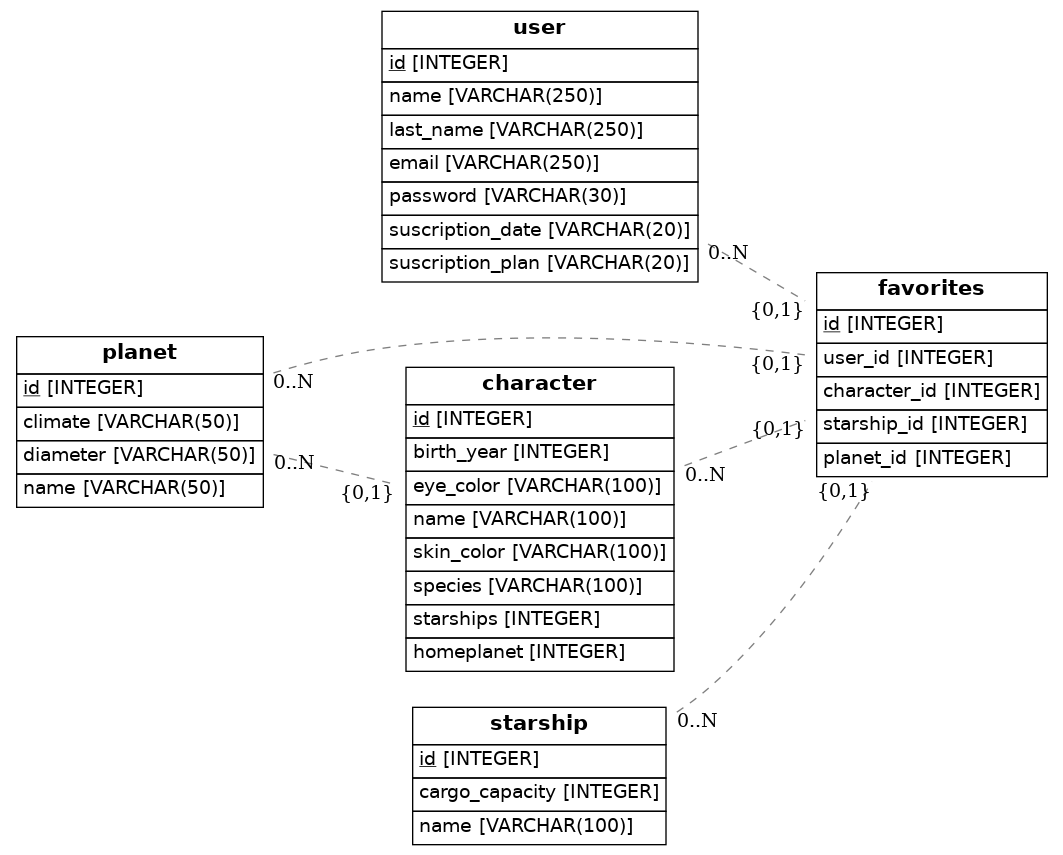 user
id [INTEGER]
name [VARCHAR(250)]
last_name [VARCHAR(250)]
email [VARCHAR(250)]
password [VARCHAR(30)]
suscription_date [VARCHAR(20)]
suscription_plan [VARCHAR(20)]
0..N
{0,1}
favorites
id [INTEGER]
user_id [INTEGER]
character_id [INTEGER]
starship_id [INTEGER]
planet_id [INTEGER]
planet
id [INTEGER]
climate [VARCHAR(50)]
diameter [VARCHAR(50)]
name [VARCHAR(50)]
0..N
{0,1}
0..N
{0,1}
character
id [INTEGER]
birth_year [INTEGER]
eye_color [VARCHAR(100)]
name [VARCHAR(100)]
skin_color [VARCHAR(100)]
species [VARCHAR(100)]
starships [INTEGER]
homeplanet [INTEGER]
{0,1}
0..N
{0,1}
0..N
starship
id [INTEGER]
cargo_capacity [INTEGER]
name [VARCHAR(100)]